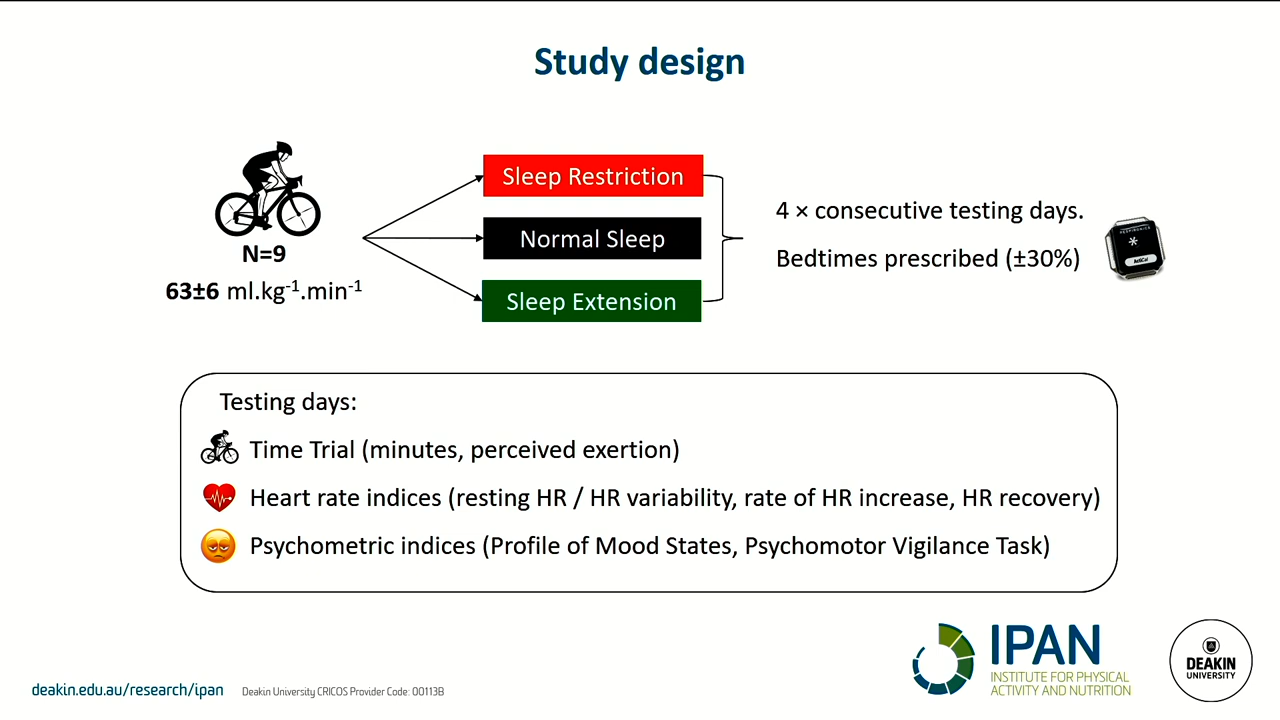 Study design
N=9
63±6 ml.kg-1.min-1
Sleep Restriction
Normal Sleep
Sleep Extension
4 × consecutive testing days.
Bedtimes prescribed (±30%)
RESPIRONICS
Testing days:
Time Trial (minutes, perceived exertion)
Heart rate indices (resting HR / HR variability, rate of HR increase, HR recovery)
Psychometric indices (Profile of Mood States, Psychomotor Vigilance Task)
IPAN
INSTITUTE FOR PHYSICAL
ACTIVITY AND NUTRITION
DEAKIN
UNIVERSITY
deakin.edu.au/research/ipan
Deakin University CRICOS Provider Code: 00113B